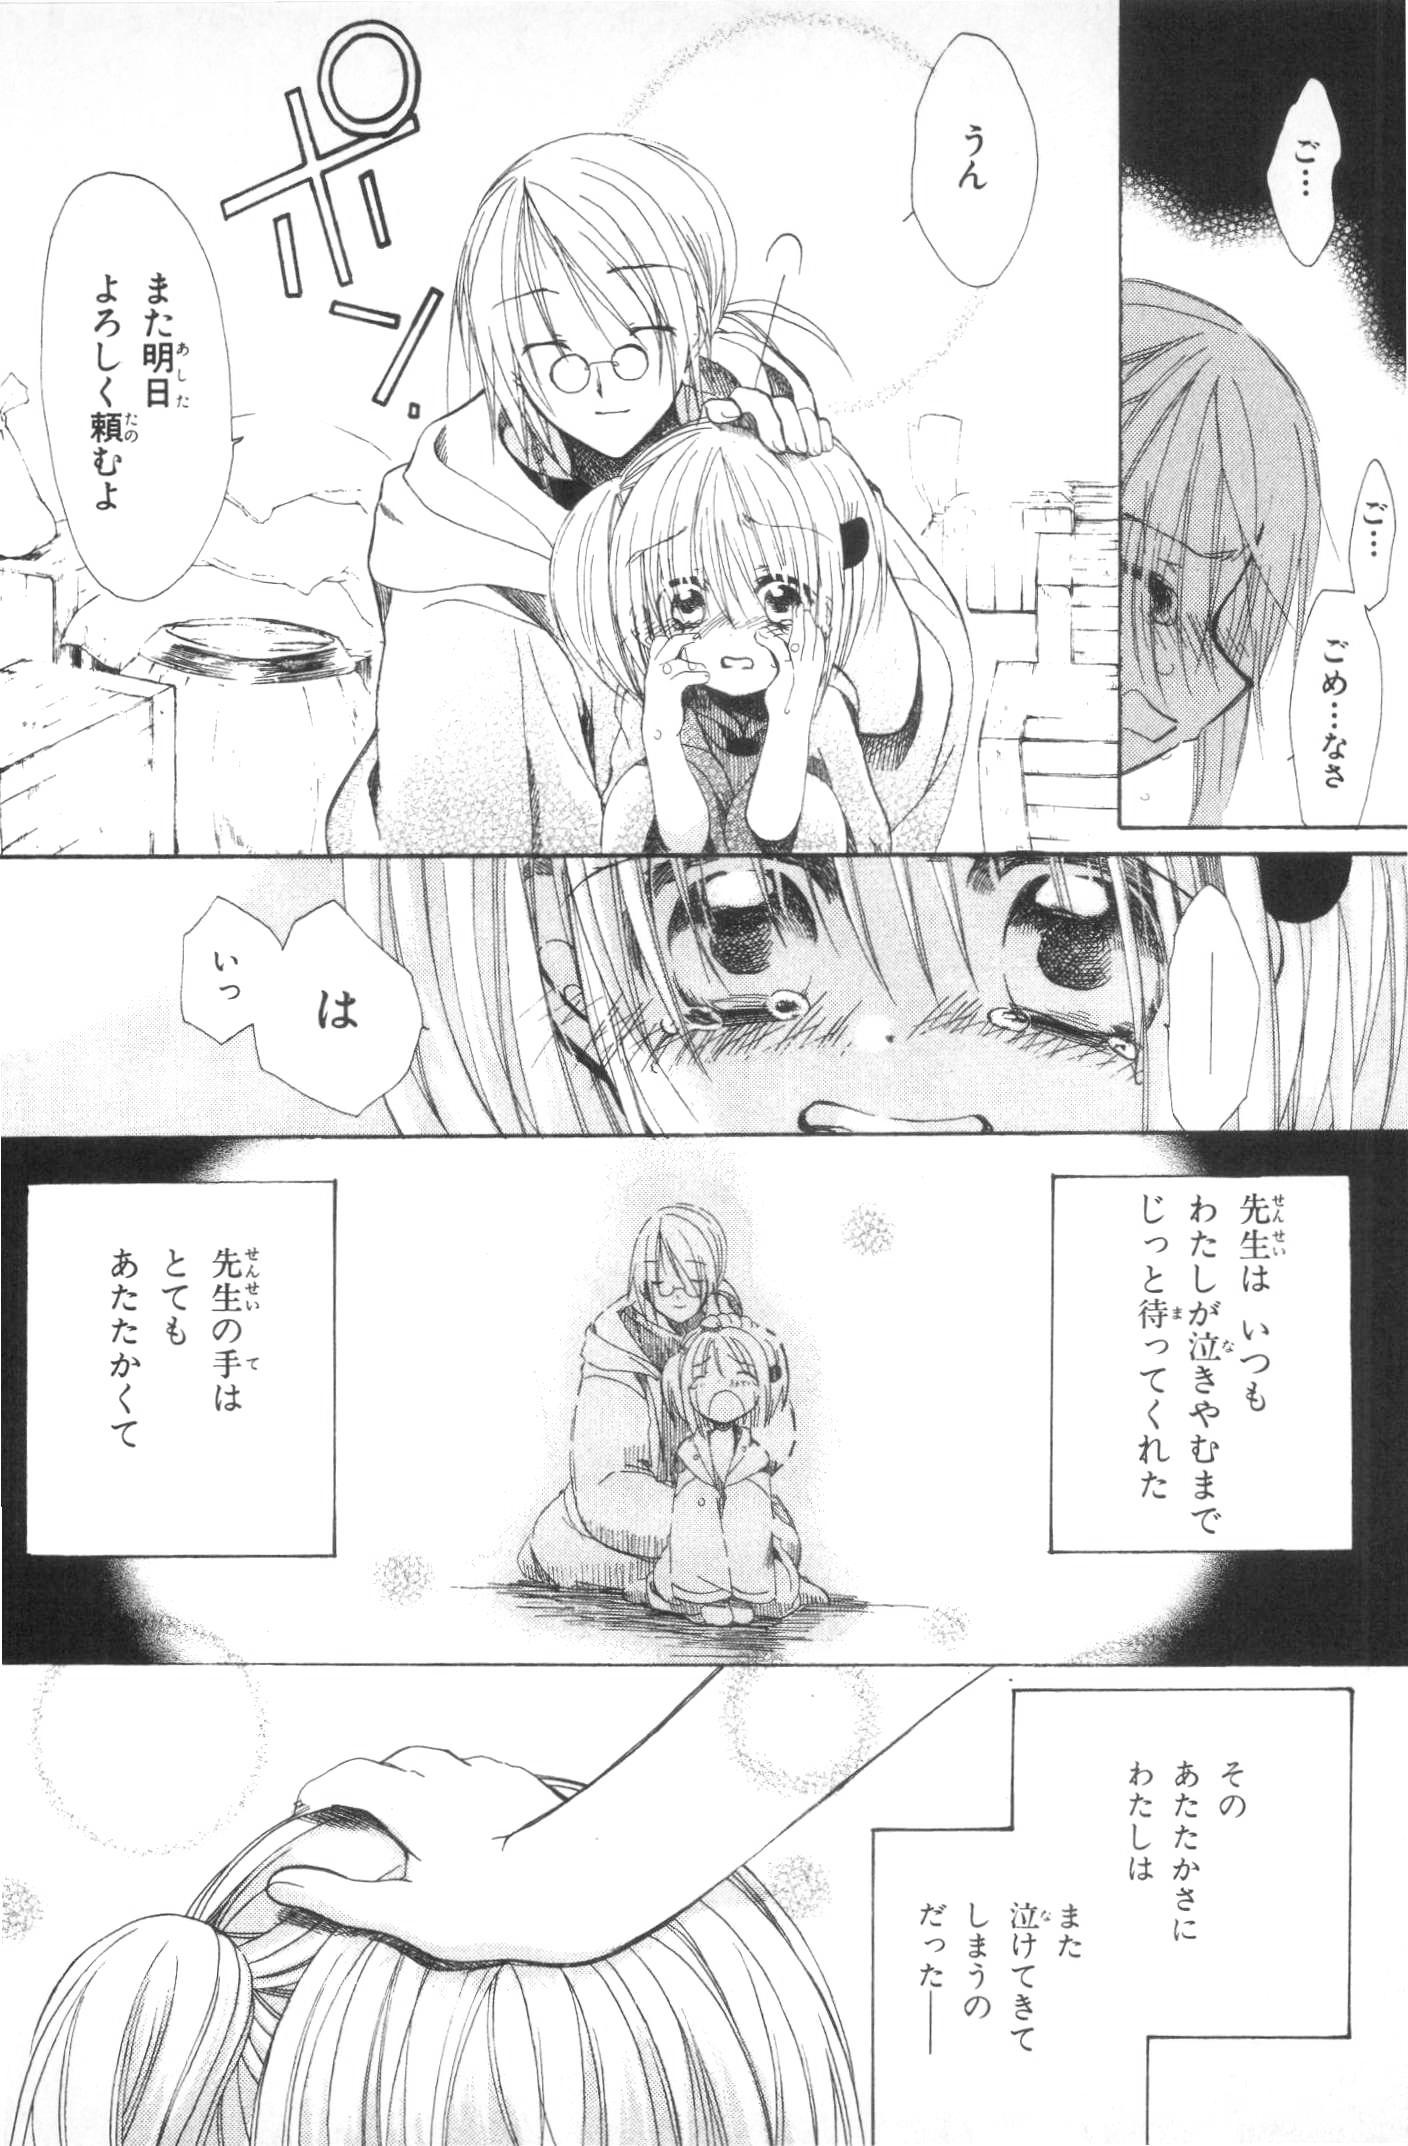 ご…
ご…
ごめ…なさ
うん
ポン．
また明日
よろしく頼むよ
は
いっ
先生は いつも
わたしが泣きやむまで
じっと待ってくれた
先生の手は
とても
あたたかくて
その
あたたかさに
わたしは
また
泣けてきて
しまうの
だった――